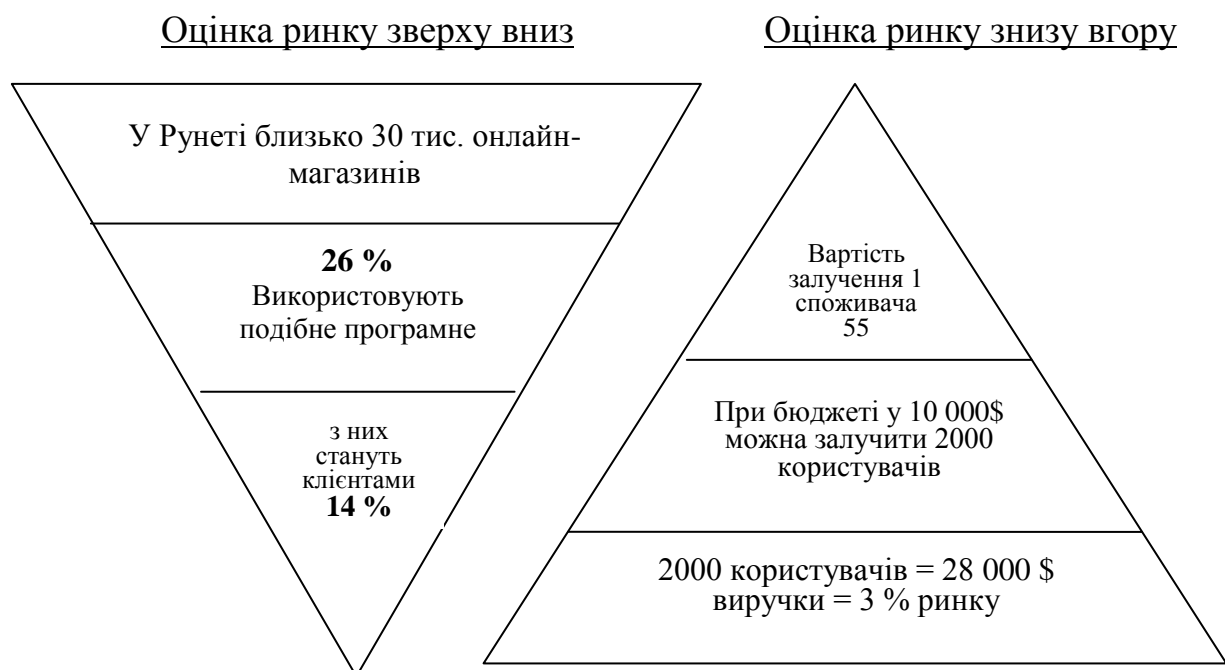 Оцінка ринку зверху вниз
У Рунеті близько 30 тис. онлайн-
магазинів
26 %
Використовують
подібне програмне
з них
стануть
клієнтами
14 %
Оцінка ринку знизу вгору
Вартість
залучення 1
споживача
55
При бюджеті у 10 000$
можна залучити 2000
користувачів
2000 користувачів = 28 000 $
виручки = 3 % ринку